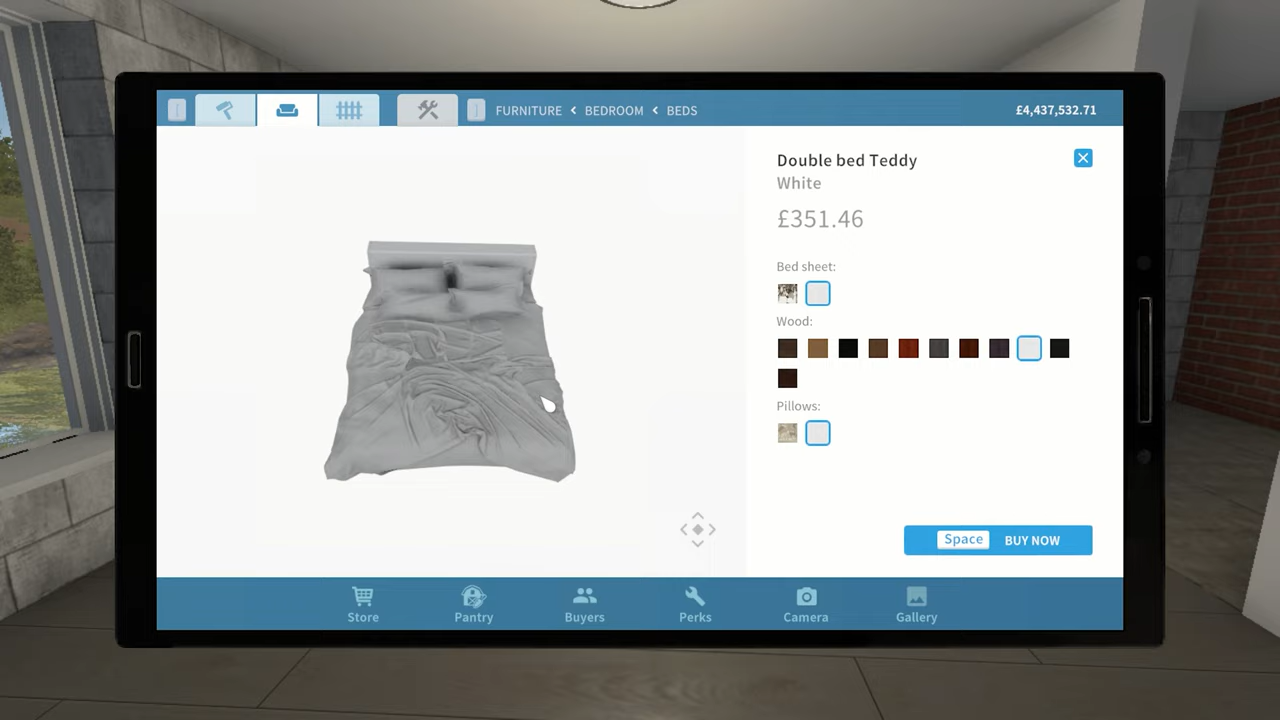 FURNITURE < BEDROOM < BEDS
£4,437,532.71
Double bed Teddy
White
£351.46
Bed sheet:
Wood:
Pillows:
Space BUY NOW
Store Pantry Buyers Perks Camera Gallery